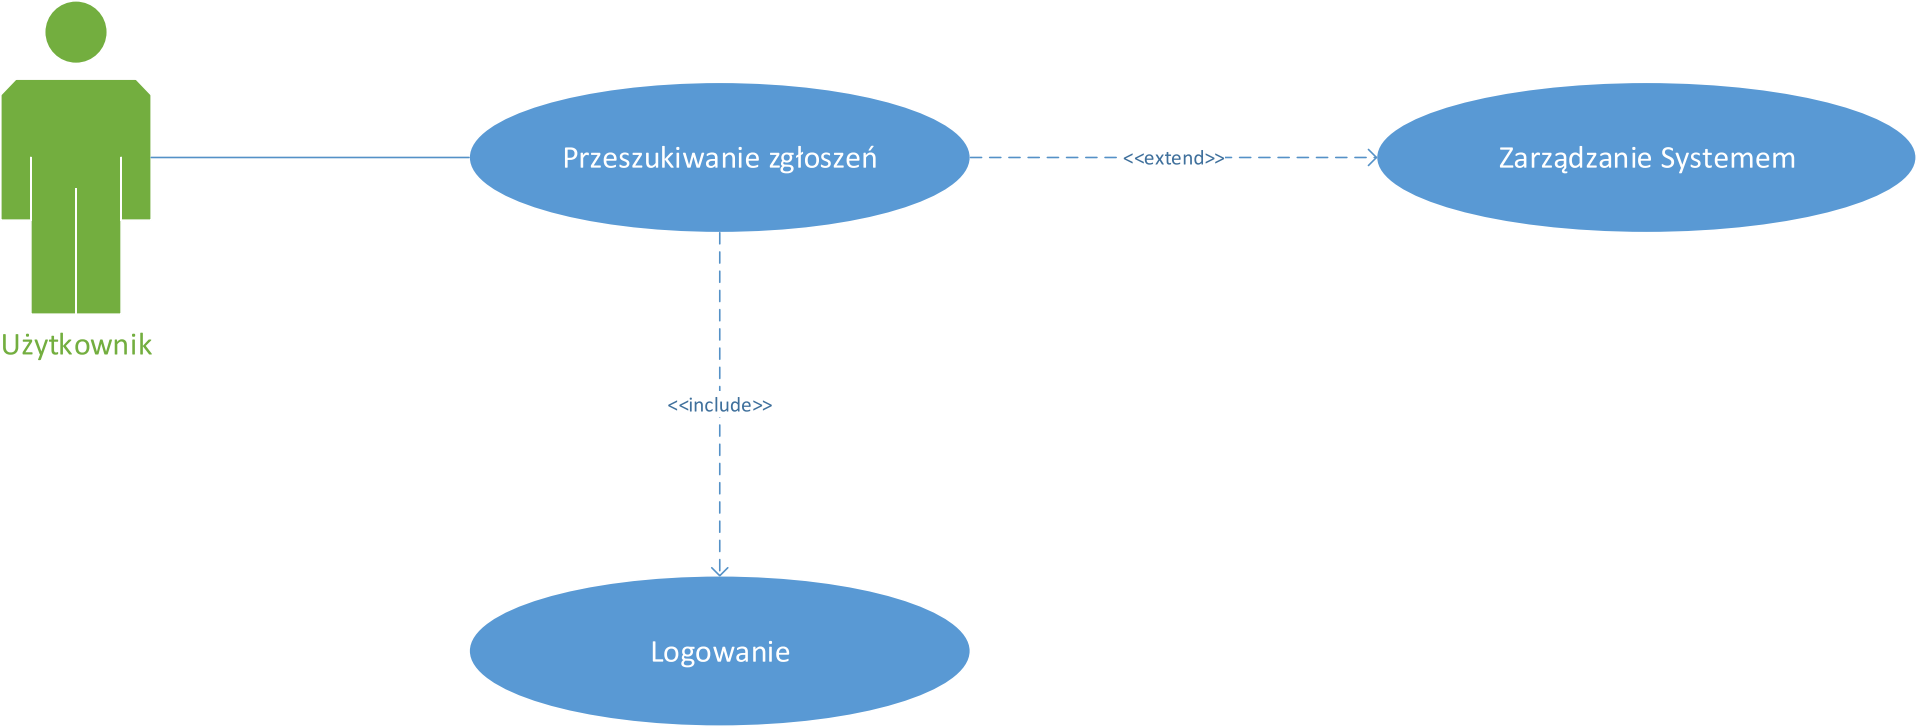 Przeszukiwanie zgłoszeń
<<extend>>
Zarządzanie Systemem
Użytkownik
<<include>>
Logowanie